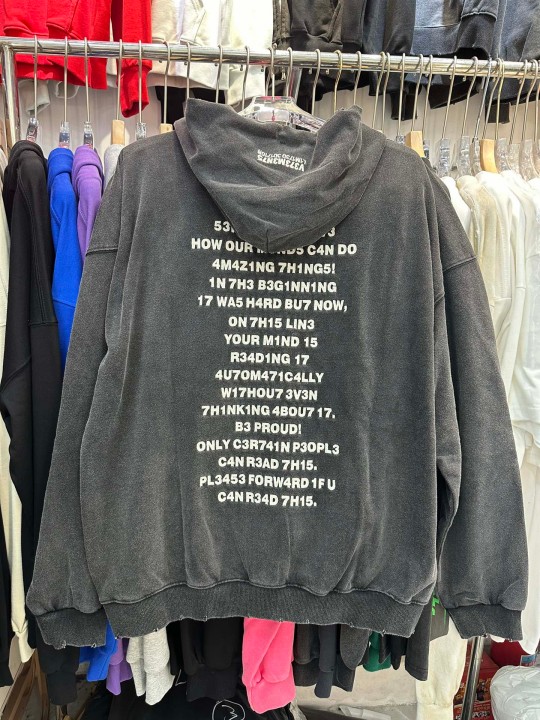 V373M3N75
HOW OUR M1ND5 C4N DO
4M4Z1NG 7H1NG5!
1N 7H3 B3G1NN1NG
17 WA5 H4RD BU7 NOW,
ON 7H15 LIN3
YOUR M1ND 15
R34D1NG 17
4U7OM471C4LLY
W17HOU7 3V3N
7H1NK1NG 4BOU7 17,
B3 PROUD!
ONLY C3R741N P3OPL3
C4N R3AD 7H15.
PL3453 FORW4RD 1F U
C4N R34D 7H15.